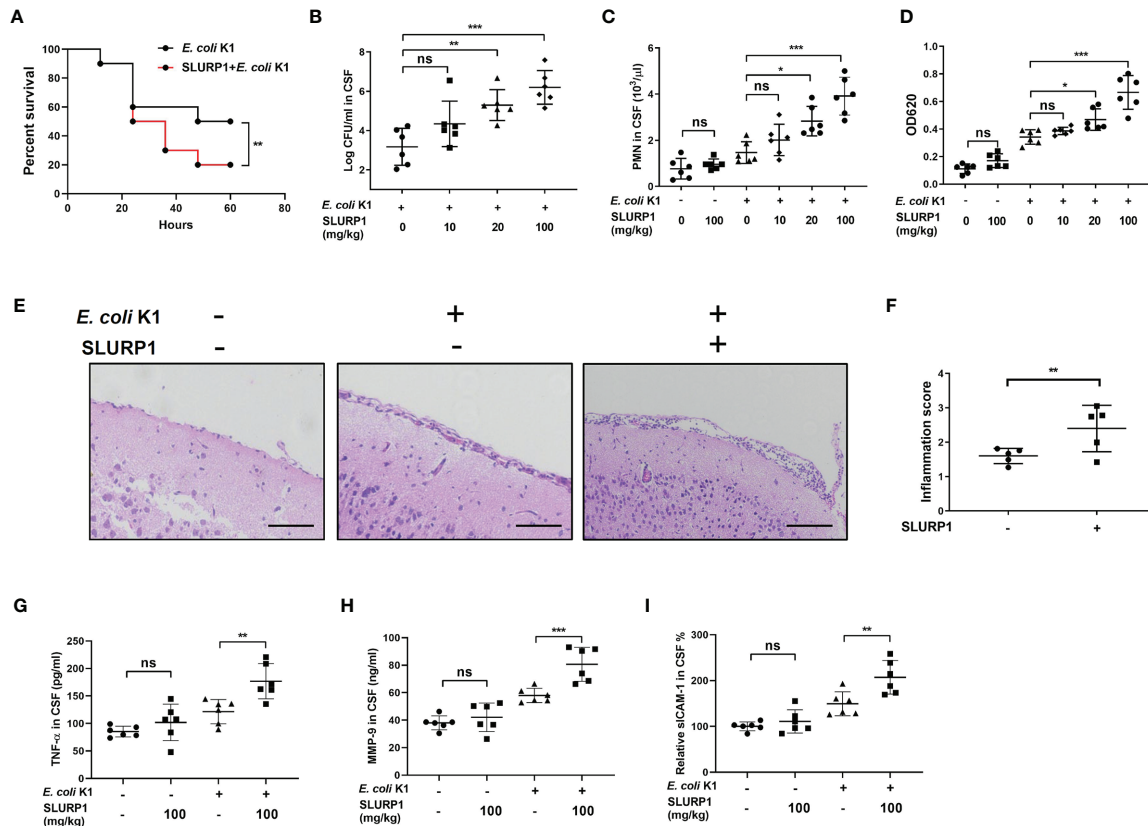 A
Percent survival
100
80
60
40
20
0
0 20 40 60 80
Hours
E. coli K1
SLURP1+E. coli K1
**
B
Log CFU/ml in CSF
8
6
4
2
0
ns
**
***
E. coli K1 + + + +
SLURP1 0 10 20 100
(mg/kg)
C
PMN in CSF (10³/μl)
6
4
2
0
ns
ns
*
***
E. coli K1 - - + + + +
SLURP1 0 100 0 10 20 100
(mg/kg)
D
OD620
1.0
0.8
0.6
0.4
0.2
0.0
ns
ns
*
***
E. coli K1 - - + + + +
SLURP1 0 100 0 10 20 100
(mg/kg)
E
E. coli K1 - + +
SLURP1 - - +
F
Inflammation score
4
3
2
1
0
**
SLURP1 - +
G
TNF-α in CSF (pg/ml)
250
200
150
100
50
0
ns
**
E. coli K1 - - + +
SLURP1 - 100 - 100
(mg/kg)
H
MMP-9 in CSF (ng/ml)
100
80
60
40
20
0
ns
***
E. coli K1 - - + +
SLURP1 - 100 - 100
(mg/kg)
I
Relative sICAM-1 in CSF %
300
200
100
0
ns
**
E. coli K1 - - + +
SLURP1 - 100 - 100
(mg/kg)